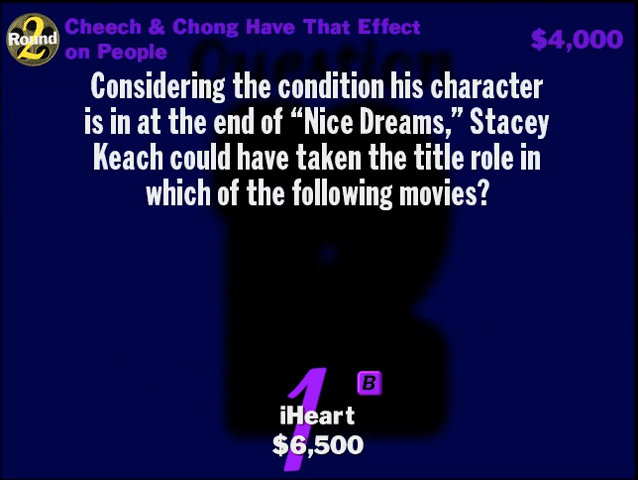 Round 2
Cheech & Chong Have That Effect
on People
$4,000
Considering the condition his character
is in at the end of “Nice Dreams,” Stacey
Keach could have taken the title role in
which of the following movies?
1
B
iHeart
$6,500